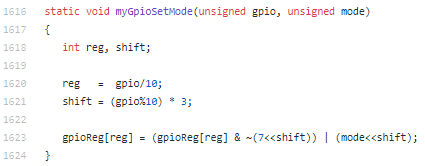 1616 static void myGpioSetMode(unsigned gpio, unsigned mode)
1617 {
1618 int reg, shift;
1619
1620 reg = gpio/10;
1621 shift = (gpio%10) * 3;
1622
1623 gpioReg[reg] = (gpioReg[reg] & ~(7<<shift)) | (mode<<shift);
1624 }